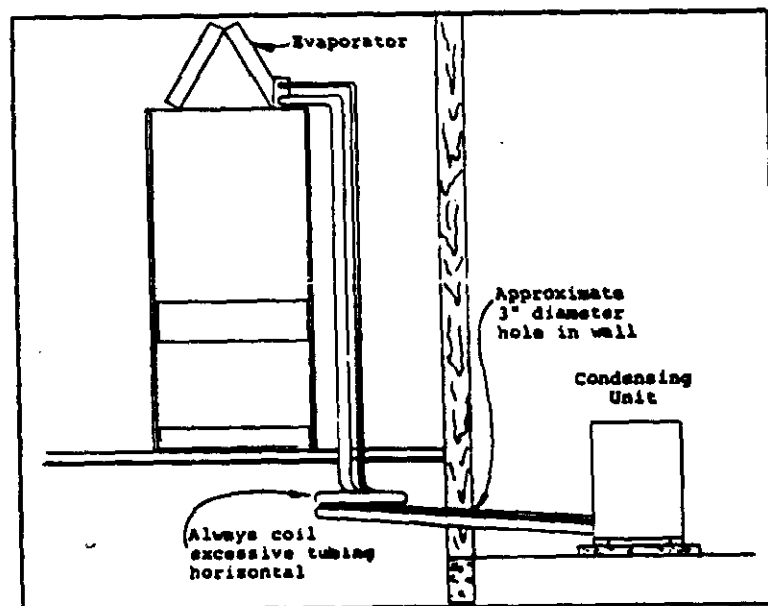 Evaporator
Approximate
3" diameter
hole in wall
Condensing
Unit
Always coil
excessive tubing
horizontal